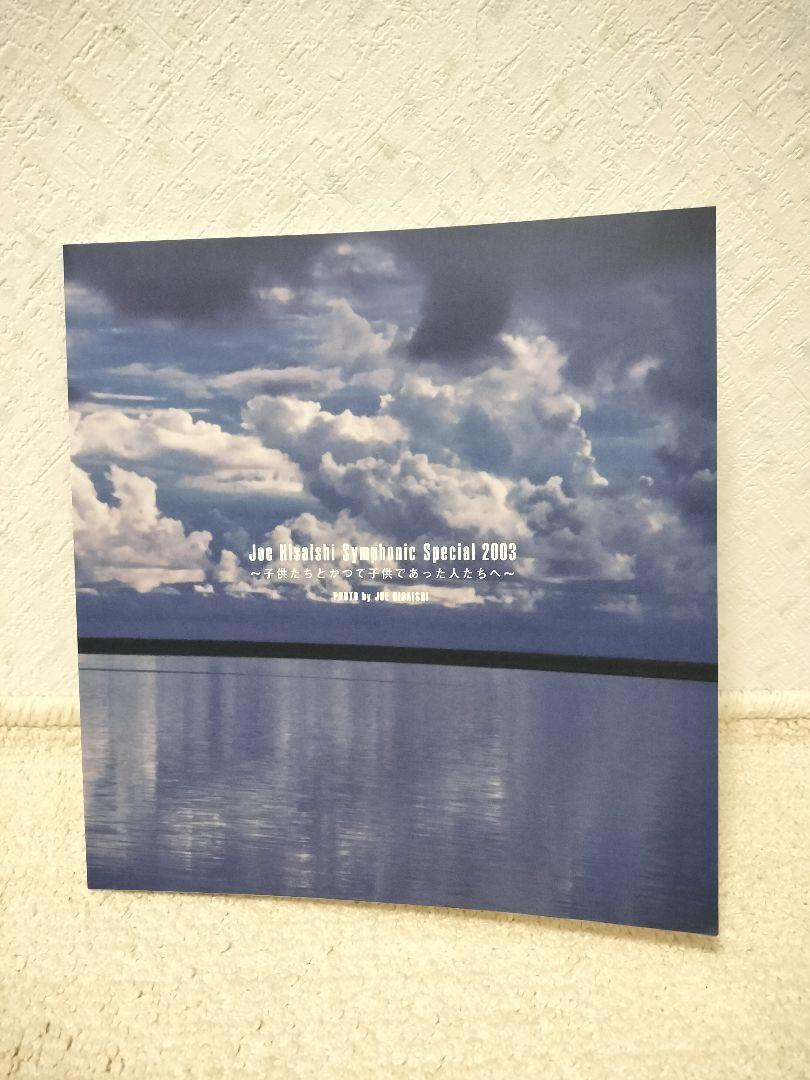 Joe Hisaishi Symphonic Special 2003
～子供たちとかつて子供であった人たちへ～
PHOTO by JOE HISAISHI